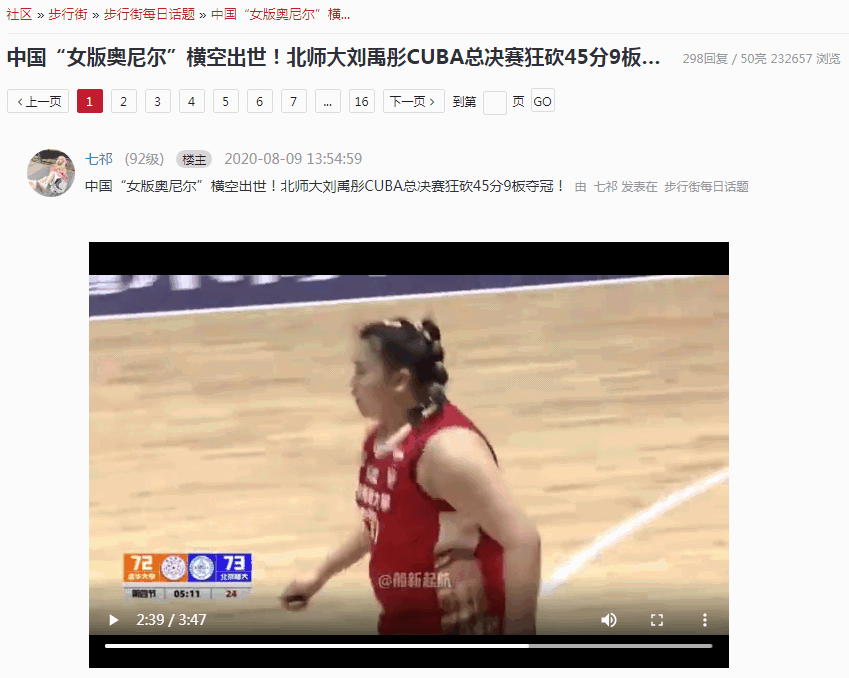 社区 » 步行街 » 步行街每日话题 » 中国“女版奥尼尔”横...
中国“女版奥尼尔”横空出世！北师大刘禹彤CUBA总决赛狂砍45分9板... 298回复 / 50亮 232657 浏览
‹ 上一页 1 2 3 4 5 6 7 ... 16 下一页 › 到第 页 GO
七祁 (92级) 楼主 2020-08-09 13:54:59
中国“女版奥尼尔”横空出世！北师大刘禹彤CUBA总决赛狂砍45分9板夺冠！ 由 七祁 发表在 步行街每日话题
72 73
清华大学 北京师大
第四节 05:11 24
2:39 / 3:47